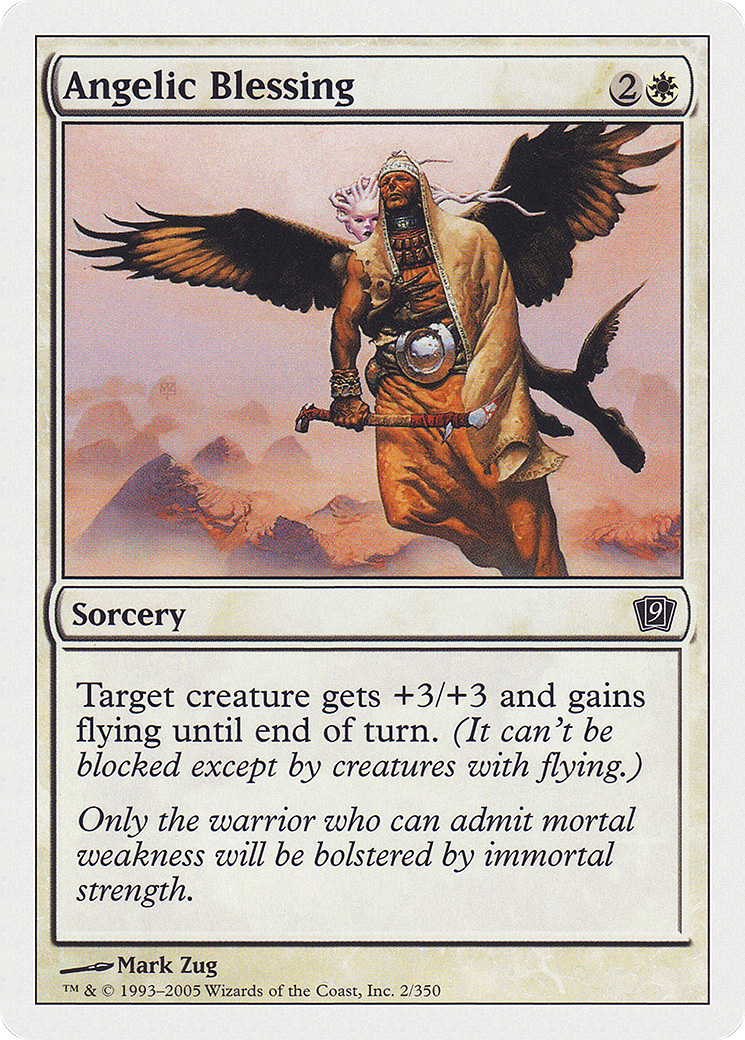 Angelic Blessing 2
Sorcery 9
Target creature gets +3/+3 and gains
flying until end of turn. (It can't be
blocked except by creatures with flying.)
Only the warrior who can admit mortal
weakness will be bolstered by immortal
strength.
Mark Zug
™ & © 1993–2005 Wizards of the Coast, Inc. 2/350